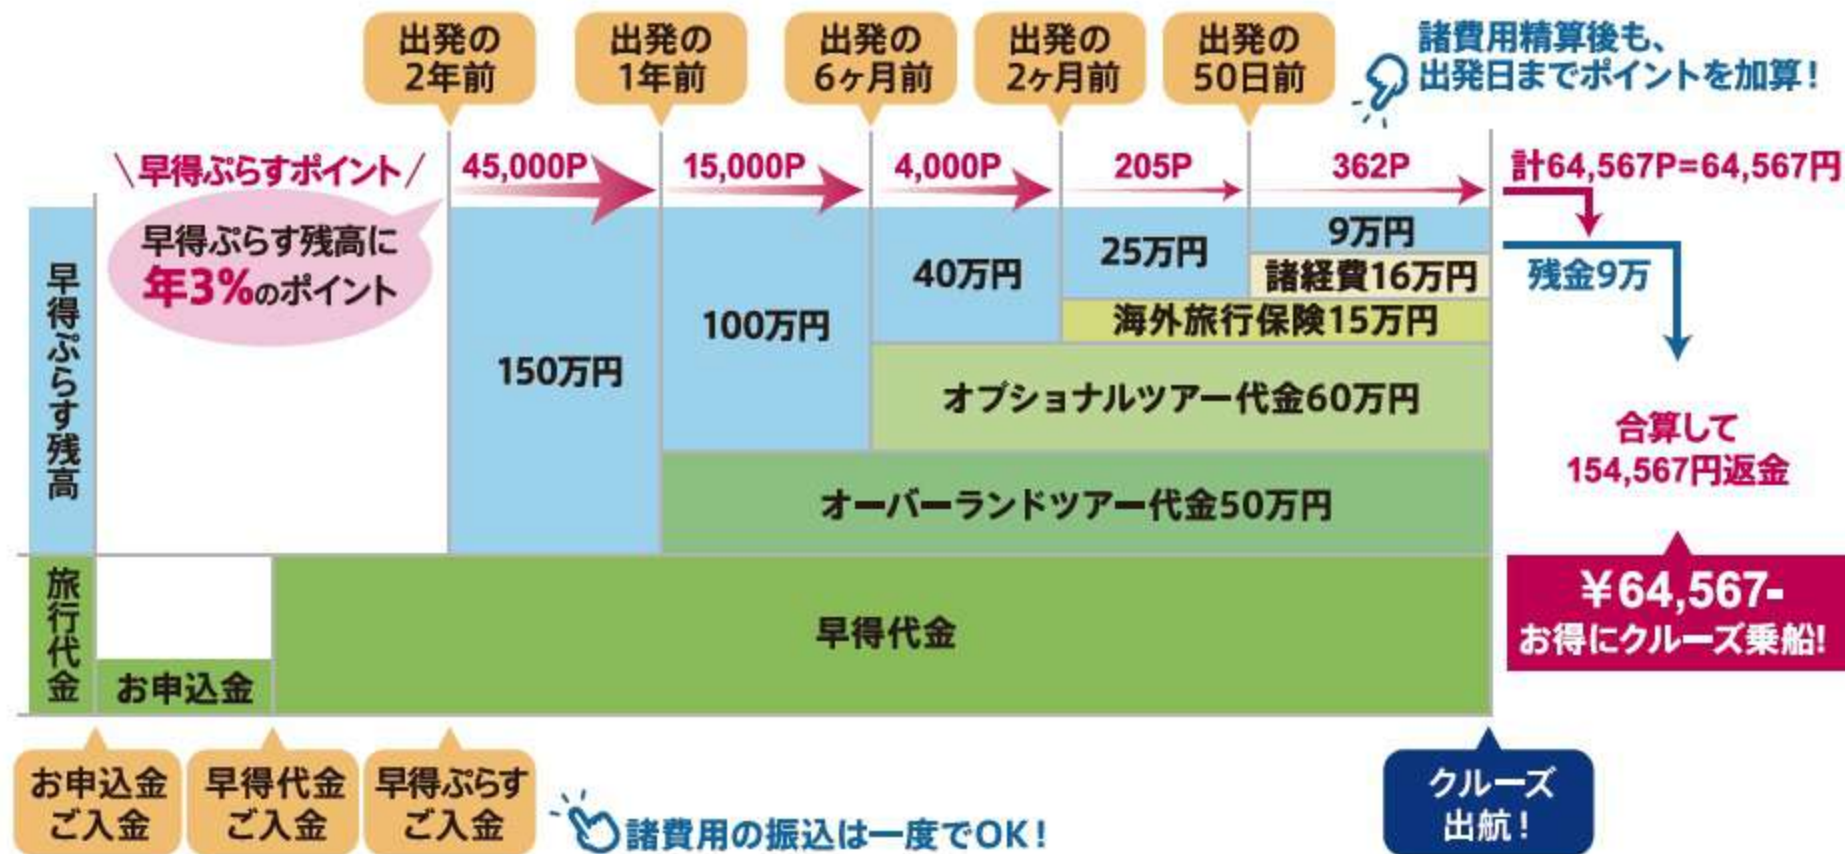 出発の
2年前
出発の
1年前
出発の
6ヶ月前
出発の
2ヶ月前
出発の
50日前
諸費用精算後も、
出発日までポイントを加算！
早得ぷらすポイント
45,000P
15,000P
4,000P
205P
362P
計64,567P=64,567円
早得ぷらす残高に
年3%のポイント
早得ぷらす残高
150万円
100万円
40万円
25万円
9万円
諸経費16万円
海外旅行保険15万円
オプショナルツアー代金60万円
オーバーランドツアー代金50万円
残金9万
合算して
154,567円返金
￥64,567-
お得にクルーズ乗船!
旅行代金
お申込金
早得代金
お申込金
ご入金
早得代金
ご入金
早得ぷらす
ご入金
諸費用の振込は一度でOK！
クルーズ
出航！